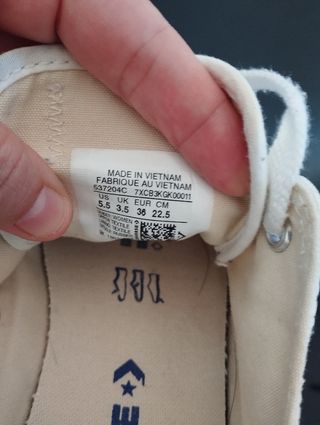 MADE IN VIETNAM
FABRIQUE AU VIETNAM
537204C 7XCB3KGK00011
US UK EUR CM
5.5 3.5 36 22.5
WOMEN
E